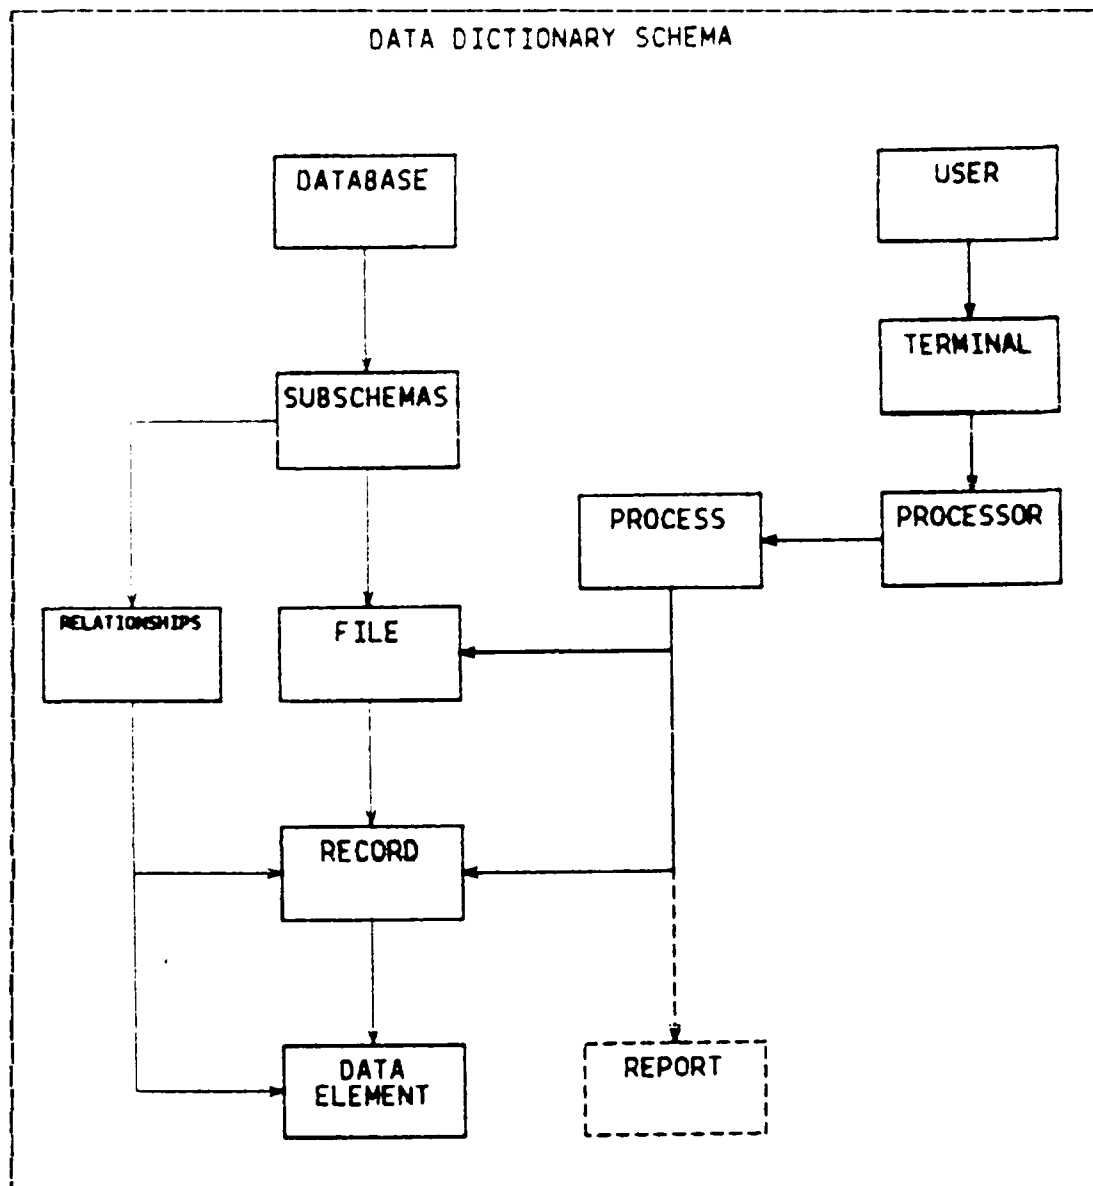 DATA DICTIONARY SCHEMA
DATABASE
USER
TERMINAL
SUBSCHEMAS
PROCESS
PROCESSOR
RELATIONSHIPS
FILE
RECORD
DATA
ELEMENT
REPORT